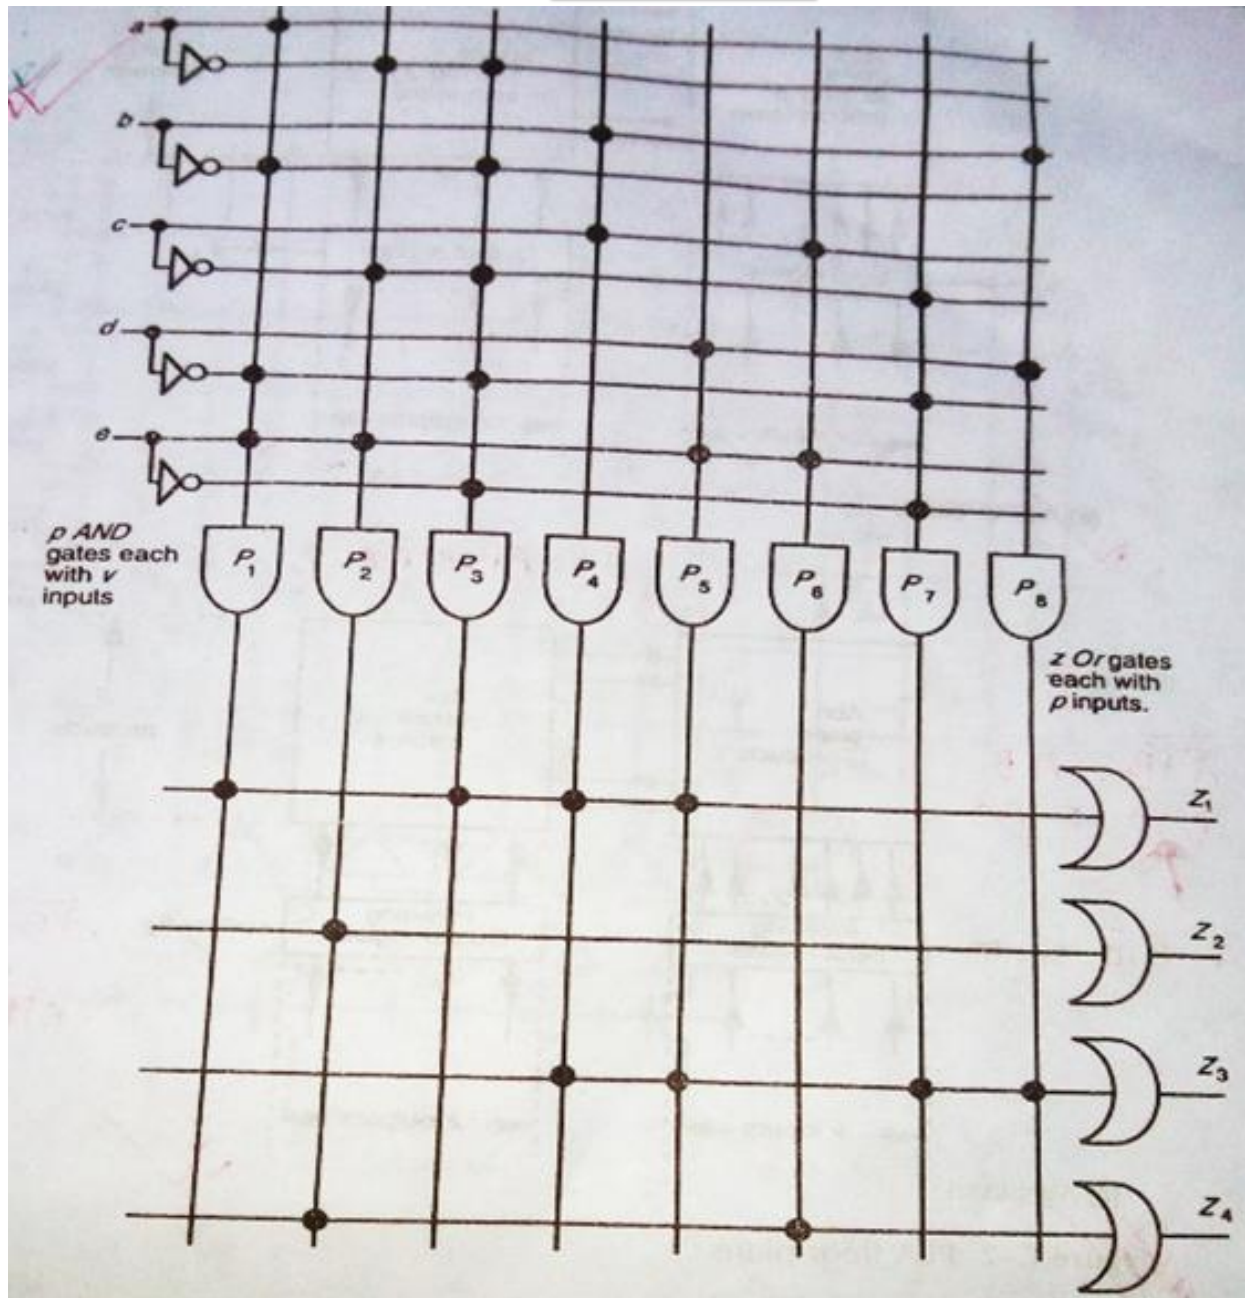 a
b
c
d
e
p AND
gates each
with v
inputs
P1 P2 P3 P4 P5 P6 P7 P8
z Or gates
each with
p inputs.
Z1
Z2
Z3
Z4